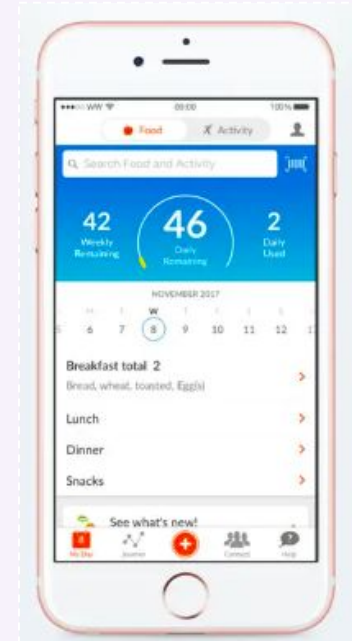 WW 09:00 100%
Food Activity
Search Food and Activity
42 46 2
Weekly Remaining Daily Remaining Daily Used
NOVEMBER 2017
M T W T F S
5 6 7 8 9 10 11 12
Breakfast total 2
Bread, wheat, toasted, Egg(s)
Lunch
Dinner
Snacks
See what's new!
My Day Journey Connect Help